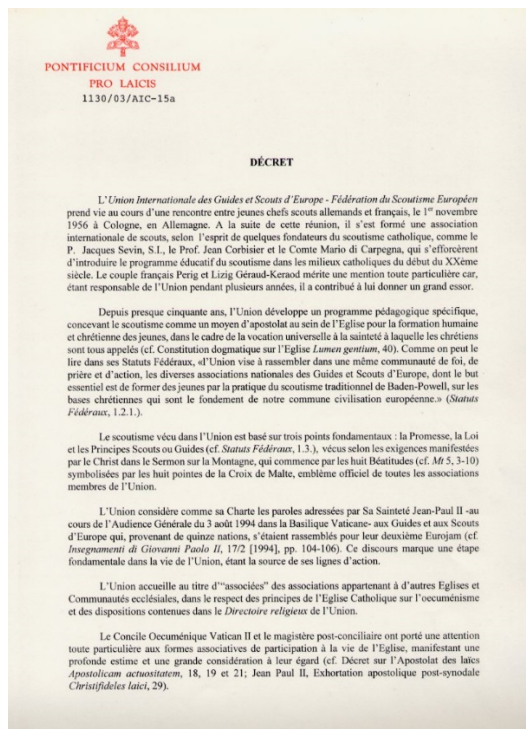 PONTIFICIUM CONSILIUM
PRO LAICIS
1130/03/AIC-15a
DÉCRET
L'Union Internationale des Guides et Scouts d'Europe - Fédération du Scoutisme Européen
prend vie au cours d'une rencontre entre jeunes chefs scouts allemands et français, le 1er novembre
1956 à Cologne, en Allemagne. A la suite de cette réunion, il s'est formé une association
internationale de scouts, selon l'esprit de quelques fondateurs du scoutisme catholique, comme le
P. Jacques Sevin, S.I., le Prof. Jean Corbisier et le Comte Mario di Carpegna, qui s'efforcèrent
d'introduire le programme éducatif du scoutisme dans les milieux catholiques du début du XXème
siècle. Le couple français Perig et Lizig Géraud-Keraod mérite une mention toute particulière car,
étant responsable de l'Union pendant plusieurs années, il a contribué à lui donner un grand essor.
Depuis presque cinquante ans, l'Union développe un programme pédagogique spécifique,
concevant le scoutisme comme un moyen d'apostolat au sein de l'Eglise pour la formation humaine
et chrétienne des jeunes, dans le cadre de la vocation universelle à la sainteté à laquelle les chrétiens
sont tous appelés (cf. Constitution dogmatique sur l'Eglise Lumen gentium, 40). Comme on peut le
lire dans ses Statuts Fédéraux, «l'Union vise à rassembler dans une même communauté de foi, de
prière et d'action, les diverses associations nationales des Guides et Scouts d'Europe, dont le but
essentiel est de former des jeunes par la pratique du scoutisme traditionnel de Baden-Powell, sur les
bases chrétiennes qui sont le fondement de notre commune civilisation européenne.» (Statuts
Fédéraux, 1.2.1.).
Le scoutisme vécu dans l'Union est basé sur trois points fondamentaux : la Promesse, la Loi
et les Principes Scouts ou Guides (cf. Statuts Fédéraux, 1.3.), vécus selon les exigences manifestées
par le Christ dans le Sermon sur la Montagne, qui commence par les huit Béatitudes (cf. Mt 5, 3-10)
symbolisées par les huit pointes de la Croix de Malte, emblème officiel de toutes les associations
membres de l'Union.
L'Union considère comme sa Charte les paroles adressées par Sa Sainteté Jean-Paul II -au
cours de l'Audience Générale du 3 août 1994 dans la Basilique Vaticane- aux Guides et aux Scouts
d'Europe qui, provenant de quinze nations, s'étaient rassemblés pour leur deuxième Eurojam (cf.
Insegnamenti di Giovanni Paolo II, 17/2 [1994], pp. 104-106). Ce discours marque une étape
fondamentale dans la vie de l'Union, étant la source de ses lignes d'action.
L'Union accueille au titre d'"associées" des associations appartenant à d'autres Eglises et
Communautés ecclésiales, dans le respect des principes de l'Eglise Catholique sur l'oecuménisme
et des dispositions contenues dans le Directoire religieux de l'Union.
Le Concile Oecuménique Vatican II et le magistère post-conciliaire ont porté une attention
toute particulière aux formes associatives de participation à la vie de l'Eglise, manifestant une
profonde estime et une grande considération à leur égard (cf. Décret sur l'Apostolat des laïcs
Apostolicam actuositatem, 18, 19 et 21; Jean Paul II, Exhortation apostolique post-synodale
Christifideles laici, 29).